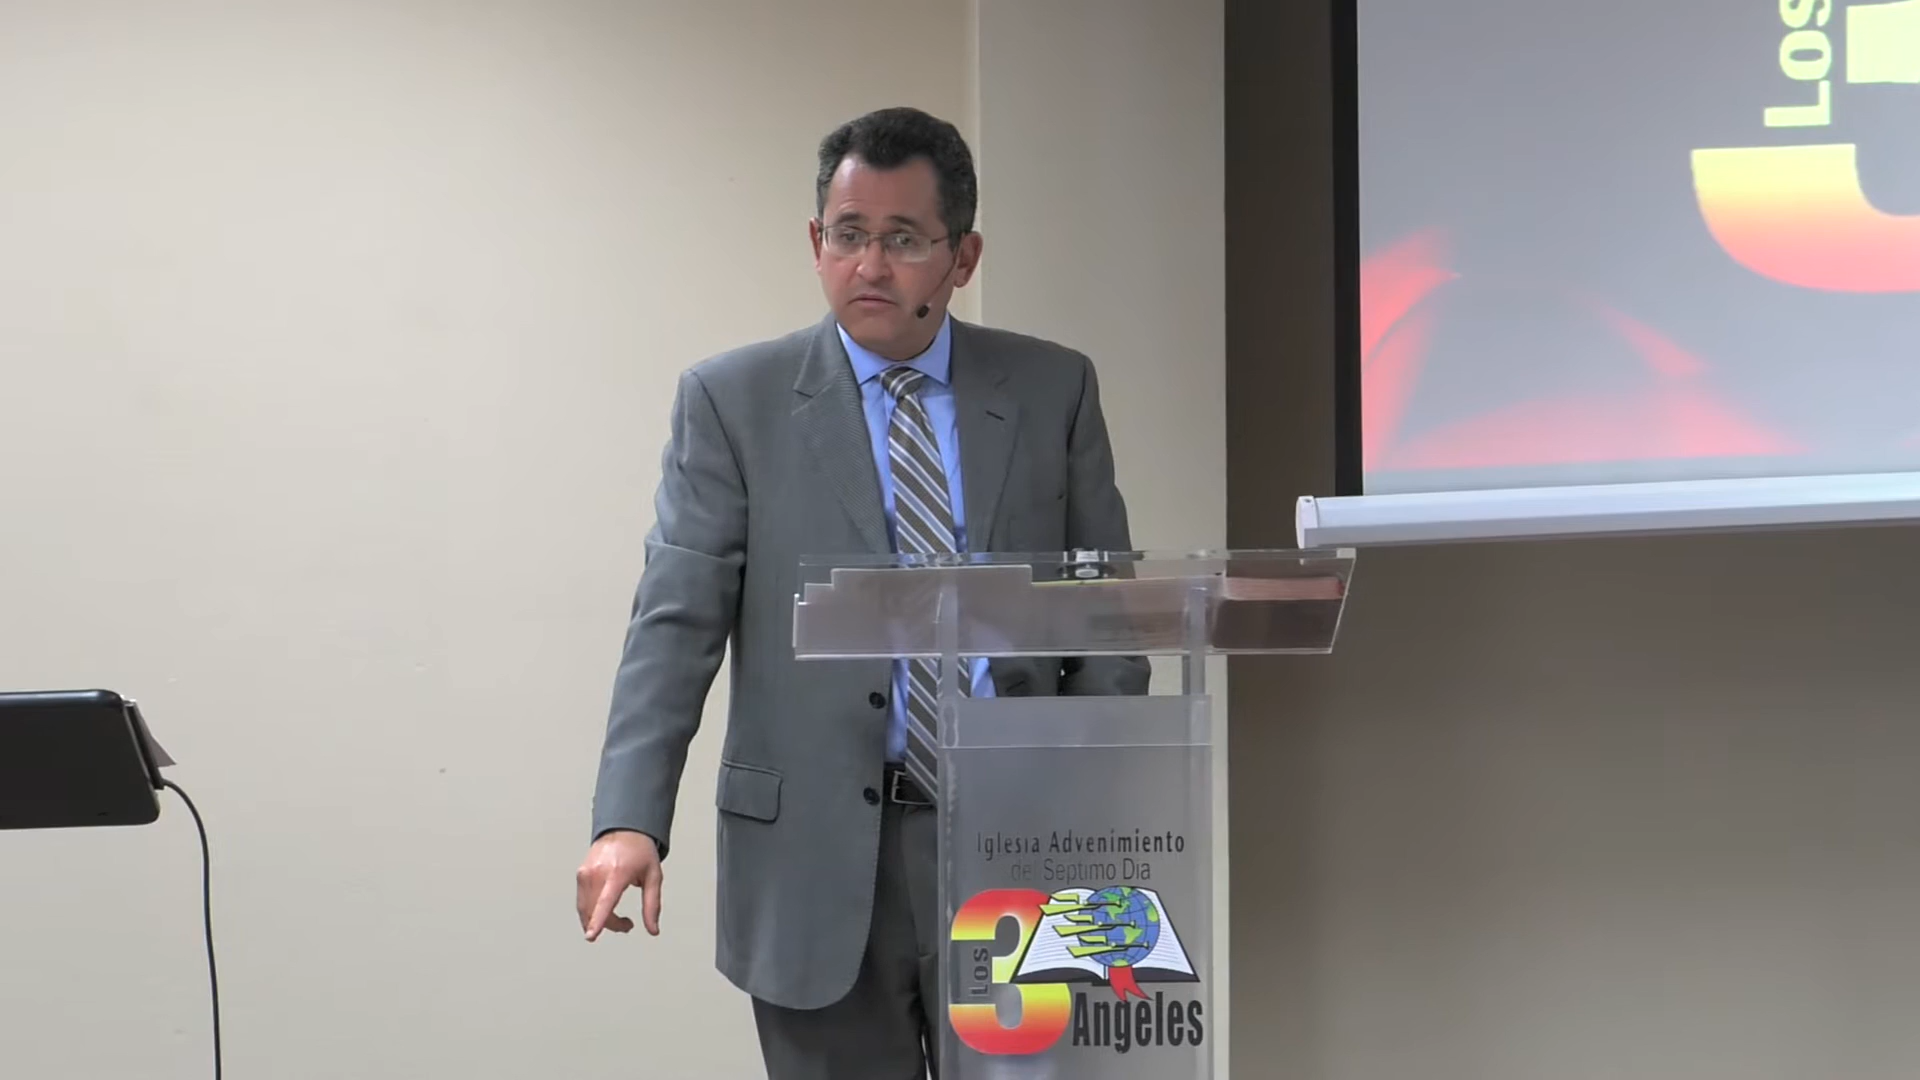 Los
Iglesia Advenimiento
del Septimo Dia
Los
3
Angeles